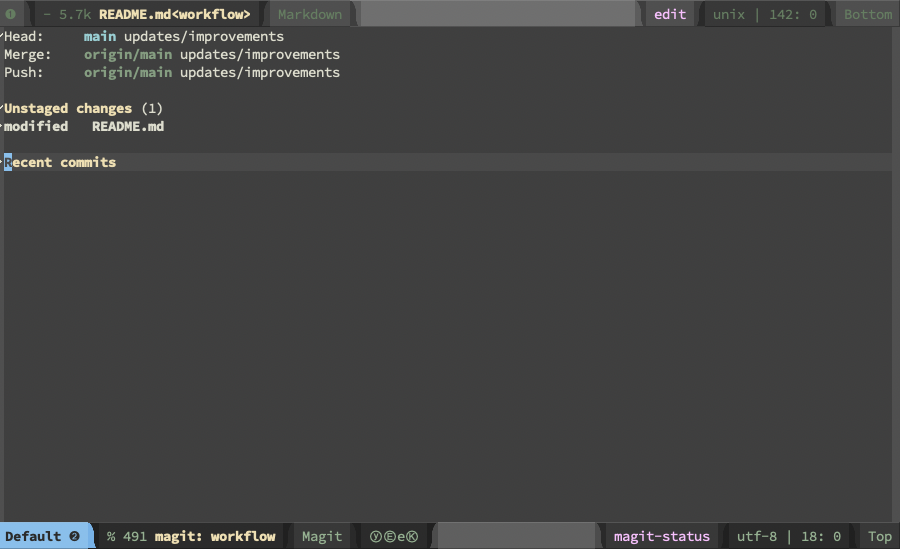 ❶ - 5.7k README.md<workflow> Markdown edit unix | 142: 0 Bottom
Head: main updates/improvements
Merge: origin/main updates/improvements
Push: origin/main updates/improvements
Unstaged changes (1)
modified README.md
Recent commits
Default ❷ % 491 magit: workflow Magit ⓨⒺeⓀ magit-status utf-8 | 18: 0 Top